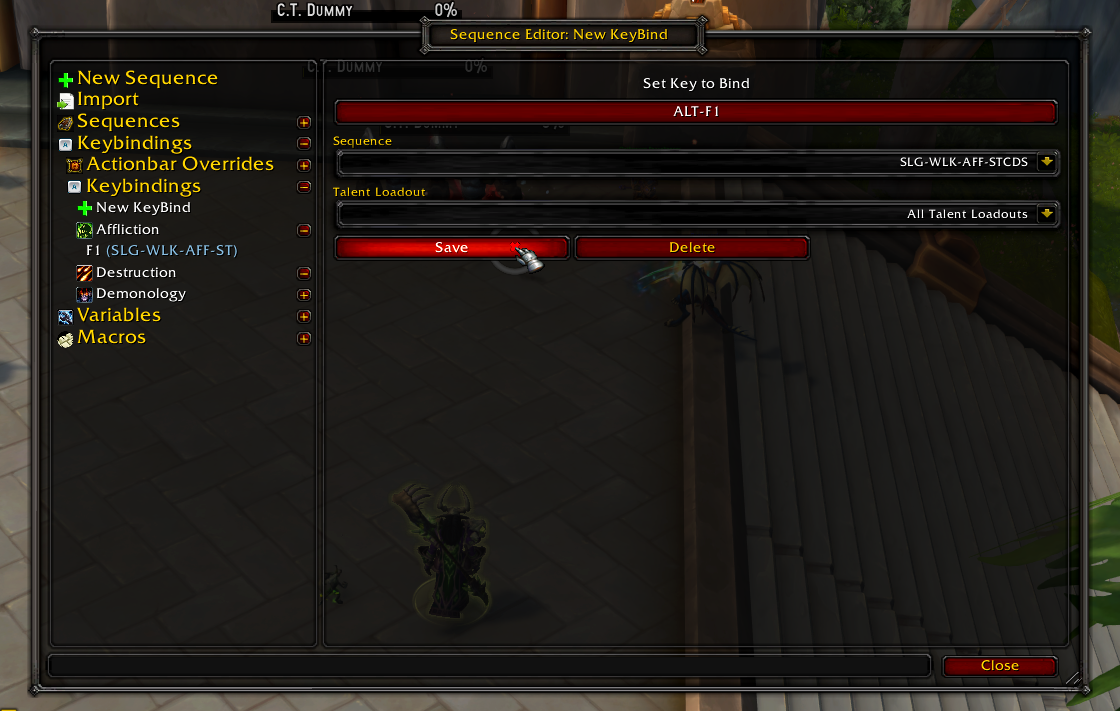 C.T. DUMMY 0%
Sequence Editor: New KeyBind
C.T. DUMMY 0%
New Sequence
Import
Sequences
Keybindings
Actionbar Overrides
Keybindings
New KeyBind
Affliction
F1 (SLG-WLK-AFF-ST)
Destruction
Demonology
Variables
Macros
Set Key to Bind
ALT-F1
Sequence
SLG-WLK-AFF-STCDS
Talent Loadout
All Talent Loadouts
Save
Delete
Close